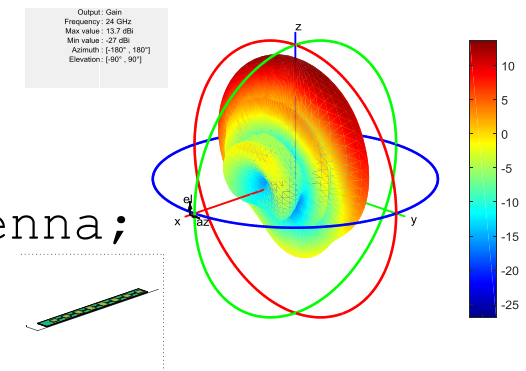 Output : Gain
Frequency : 24 GHz
Max value : 13.7 dBi
Min value : -27 dBi
Azimuth : [-180° , 180°]
Elevation : [-90° , 90°]
z
10
5
0
-5
-10
-15
-20
-25
el
x
az
y
enna;